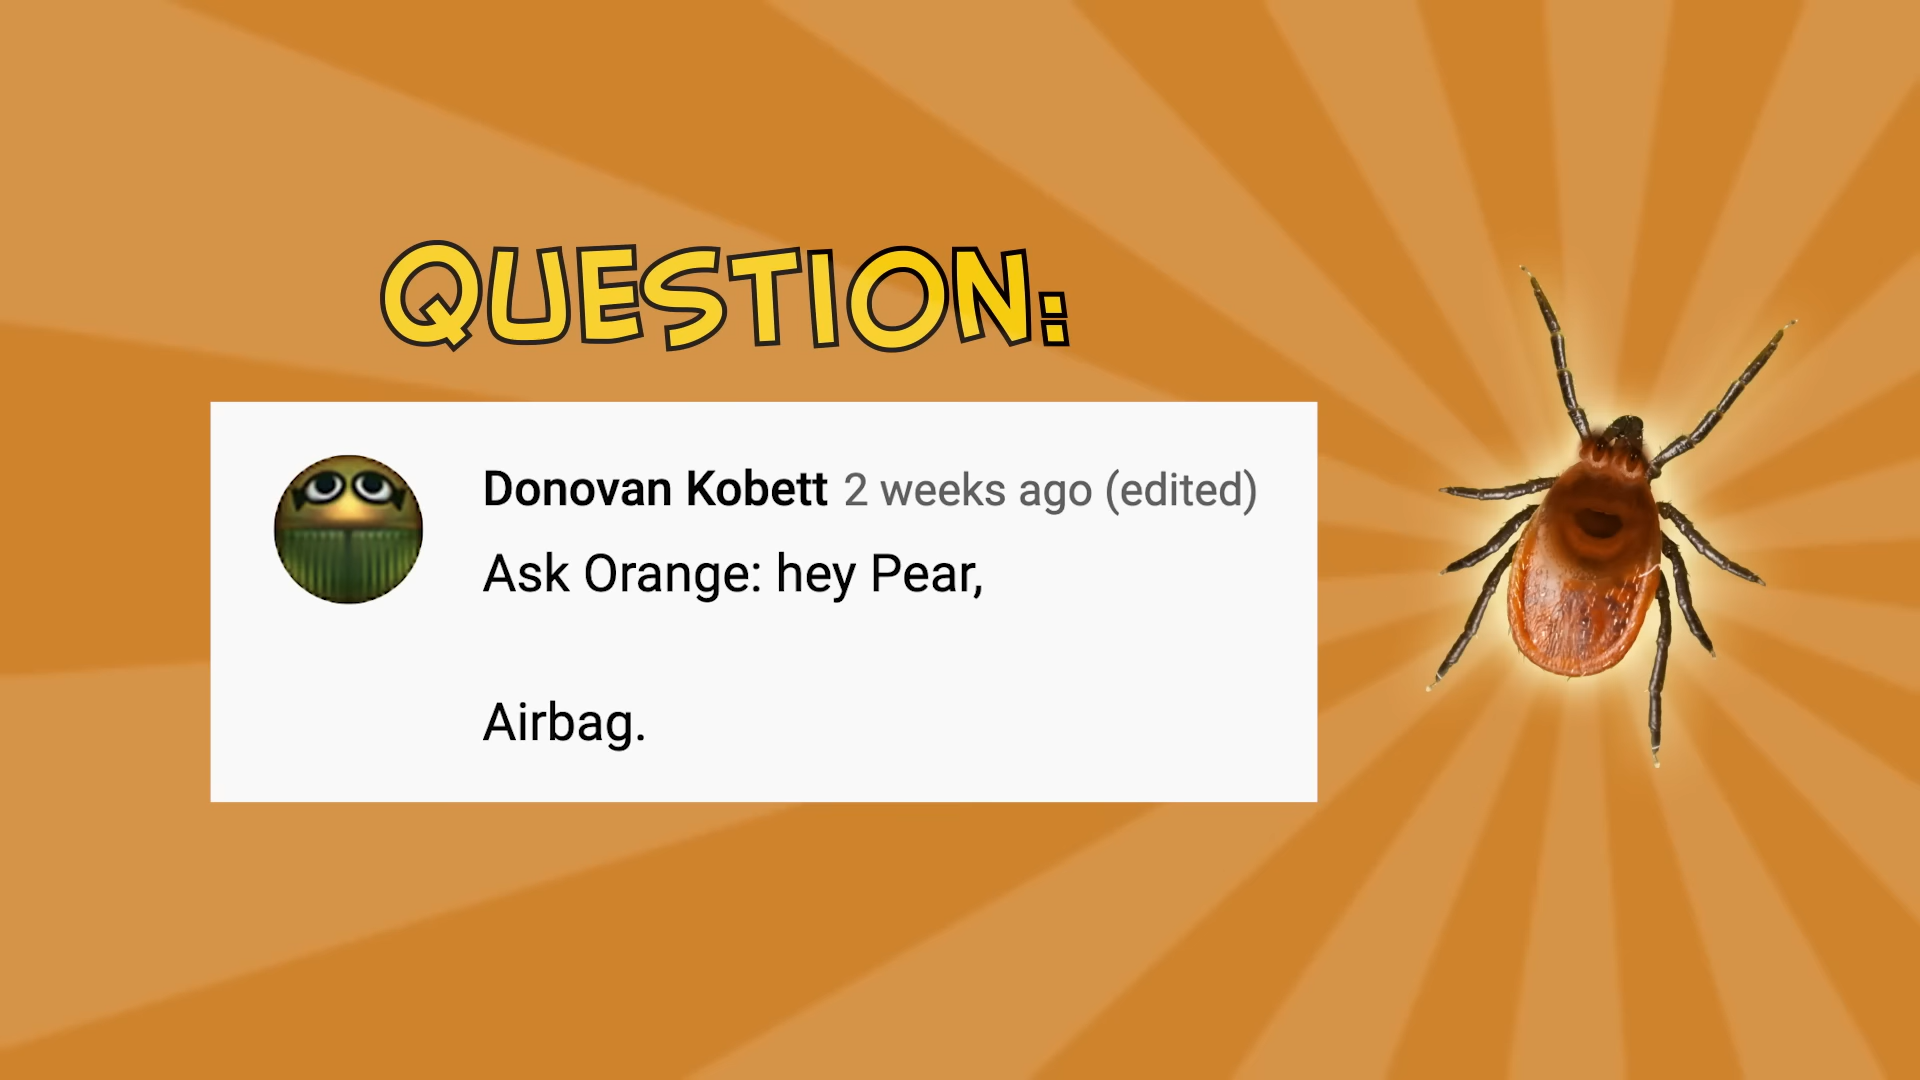 QUESTION:
Donovan Kobett 2 weeks ago (edited)
Ask Orange: hey Pear,
Airbag.